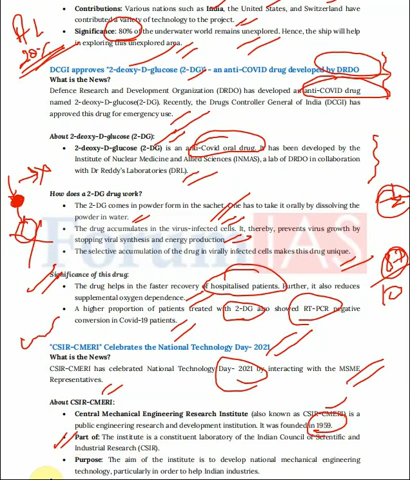 • Contributions: Various nations such as India, the United States, and Switzerland have
contributed a variety of technology to the project.
• Significance: 80% of the underwater world remains unexplored. Hence, the ship will help
in exploring this unexplored area.
DCGI approves "2-deoxy-D-glucose (2-DG)" - an anti-COVID drug developed by DRDO
What is the News?
Defence Research and Development Organization (DRDO) has developed an anti-COVID drug
named 2-deoxy-D-glucose(2-DG). Recently, the Drugs Controller General of India (DCGI) has
approved this drug for emergency use.
About 2-deoxy-D-glucose (2-DG):
• 2-deoxy-D-glucose (2-DG) is an anti-Covid oral drug. It has been developed by the
Institute of Nuclear Medicine and Allied Sciences (INMAS), a lab of DRDO in collaboration
with Dr Reddy's Laboratories (DRL).
How does a 2-DG drug work?
• The 2-DG comes in powder form in the sachet. One has to take it orally by dissolving the
powder in water.
• The drug accumulates in the virus-infected cells. It, thereby, prevents virus growth by
stopping viral synthesis and energy production.
• The selective accumulation of the drug in virally infected cells makes this drug unique.
Significance of this drug:
• The drug helps in the faster recovery of hospitalised patients. Further, it also reduces
supplemental oxygen dependence.
• A higher proportion of patients treated with 2-DG also showed RT-PCR negative
conversion in Covid-19 patients.
"CSIR-CMERI" Celebrates the National Technology Day- 2021
What is the News?
CSIR-CMERI has celebrated National Technology Day- 2021 by interacting with the MSME
Representatives.
About CSIR-CMERI:
• Central Mechanical Engineering Research Institute (also known as CSIR-CMERI) is a
public engineering research and development institution. It was founded in 1959.
• Part of: The institute is a constituent laboratory of the Indian Council of Scientific and
Industrial Research (CSIR).
• Purpose: The aim of the institute is to develop national mechanical engineering
technology, particularly in order to help Indian industries.